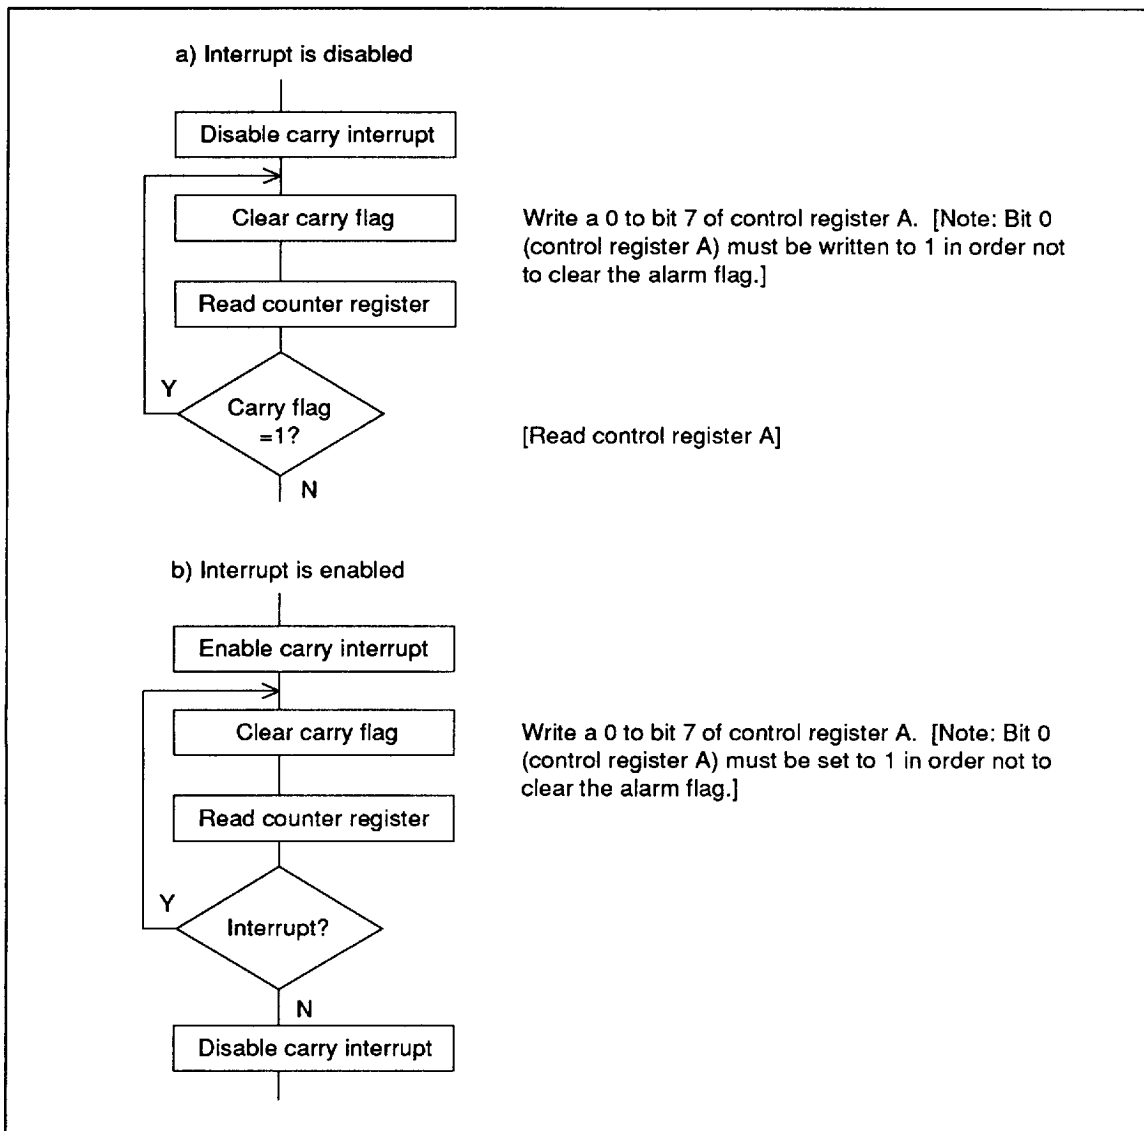 a) Interrupt is disabled
Disable carry interrupt
Clear carry flag
Write a 0 to bit 7 of control register A. [Note: Bit 0
(control register A) must be written to 1 in order not
to clear the alarm flag.]
Read counter register
Y
Carry flag
=1?
[Read control register A]
N
b) Interrupt is enabled
Enable carry interrupt
Clear carry flag
Write a 0 to bit 7 of control register A. [Note: Bit 0
(control register A) must be set to 1 in order not to
clear the alarm flag.]
Read counter register
Y
Interrupt?
N
Disable carry interrupt